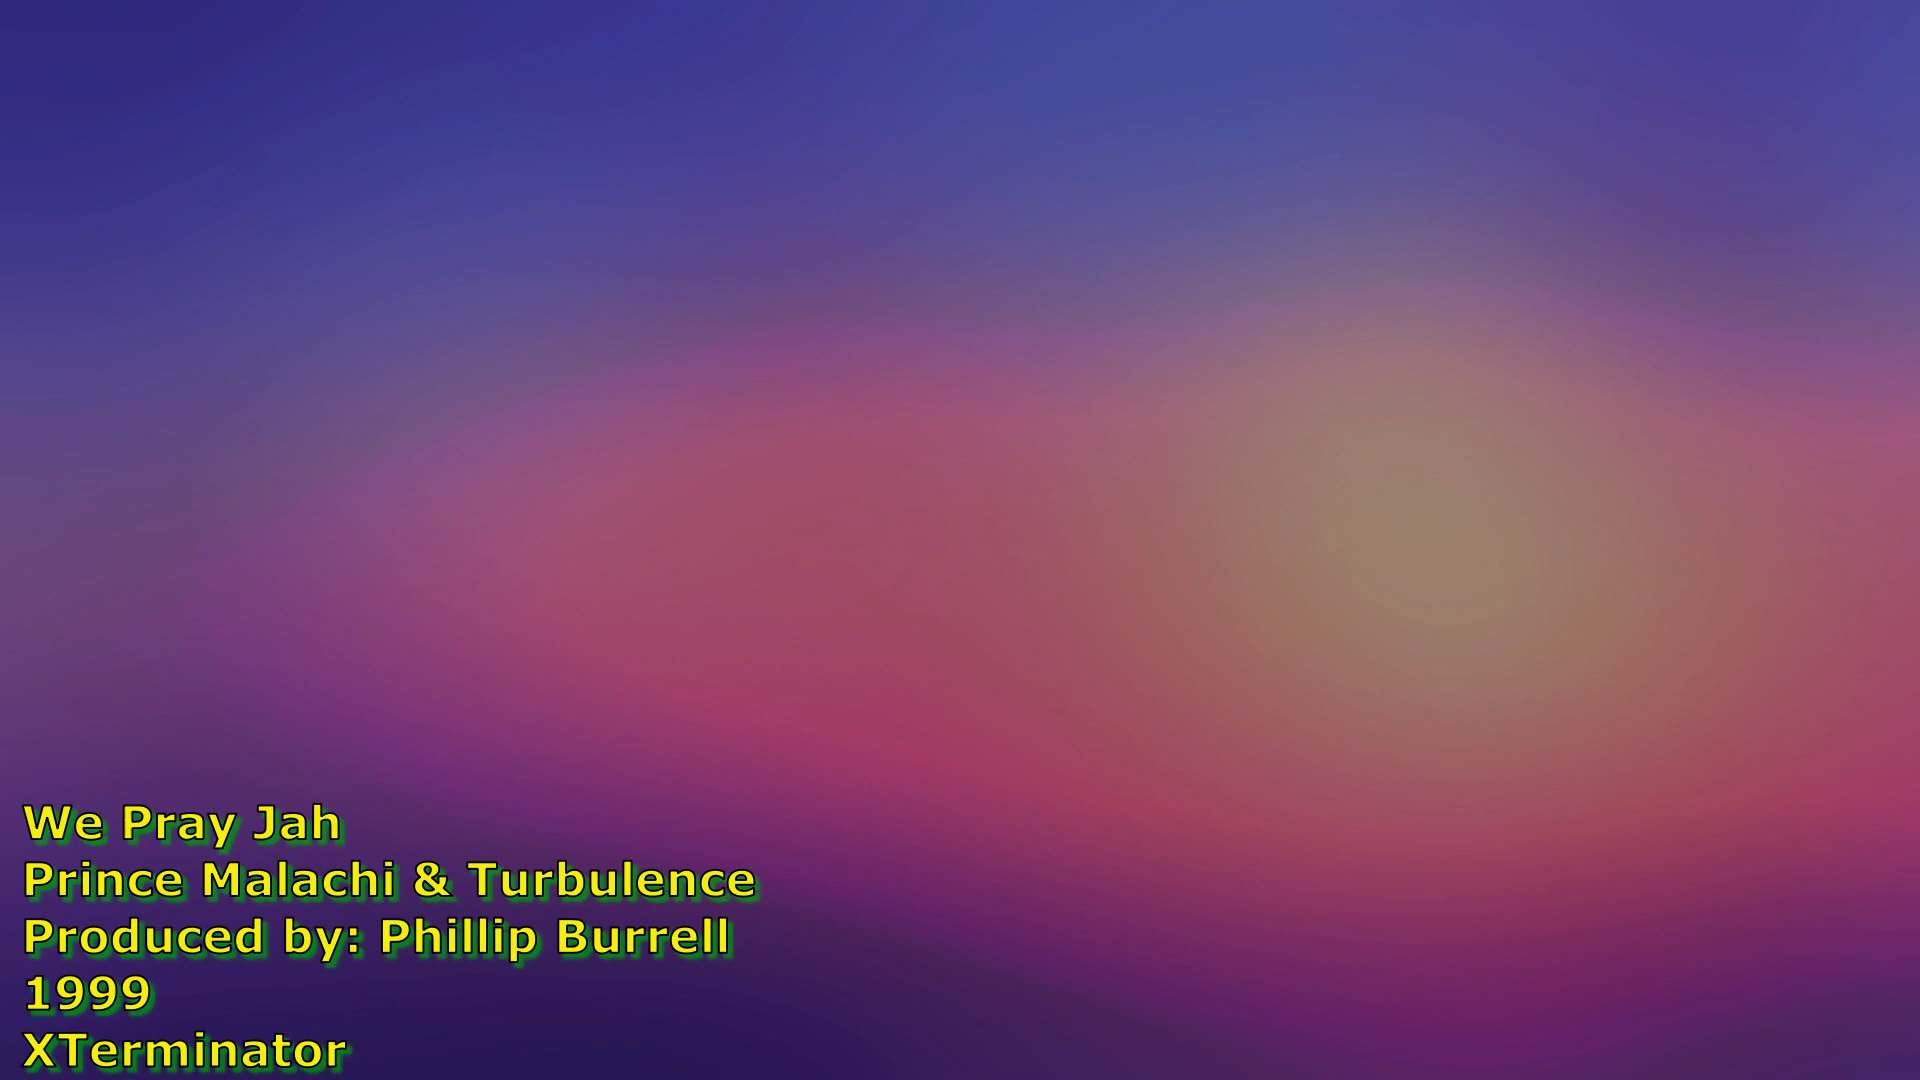 We Pray Jah
Prince Malachi & Turbulence
Produced by: Phillip Burrell
1999
XTerminator